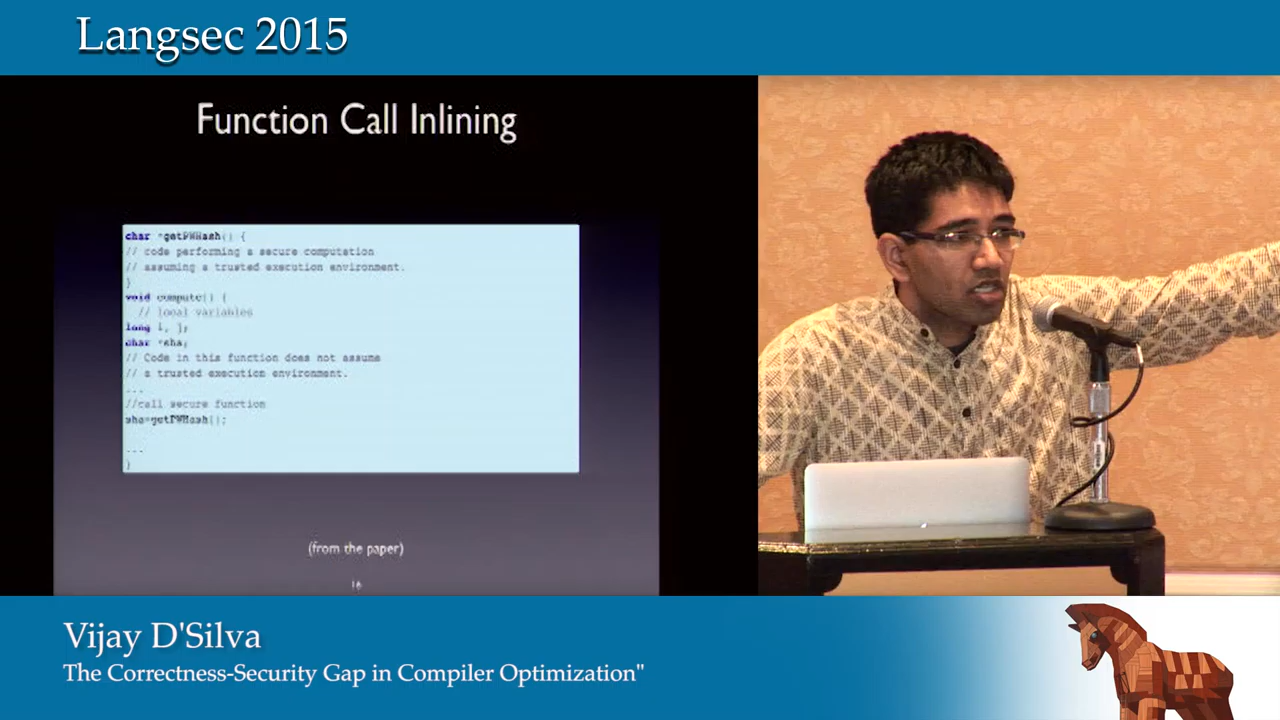 Langsec 2015
Function Call Inlining
char *getPWHash() {
// code performing a secure computation
// assuming a trusted execution environment.
}
void compute() {
// local variables
long i, j;
char *sha;
// Code in this function does not assume
// a trusted execution environment.
...
//call secure function
sha=getPWHash();
...
}
(from the paper)
16
Vijay D'Silva
The Correctness-Security Gap in Compiler Optimization"